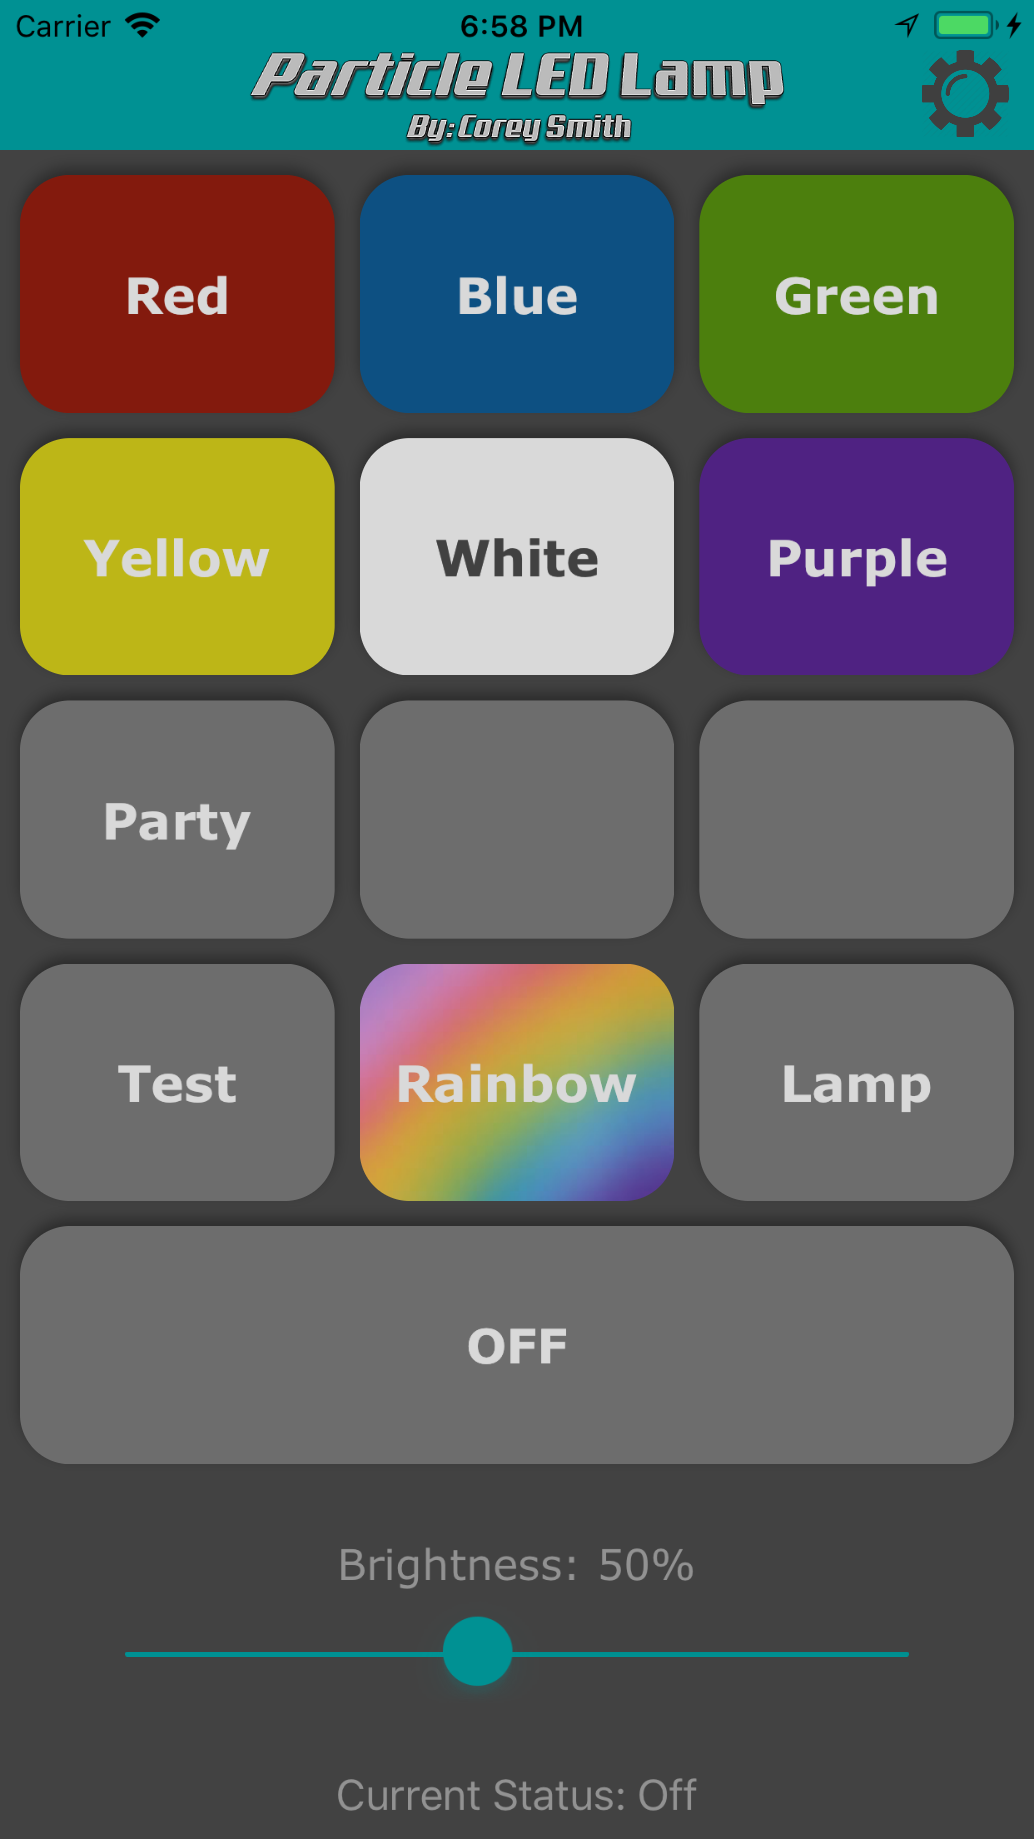 Carrier 6:58 PM
Particle LED Lamp
By: Corey Smith
Red Blue Green
Yellow White Purple
Party
Test Rainbow Lamp
OFF
Brightness: 50%
Current Status: Off